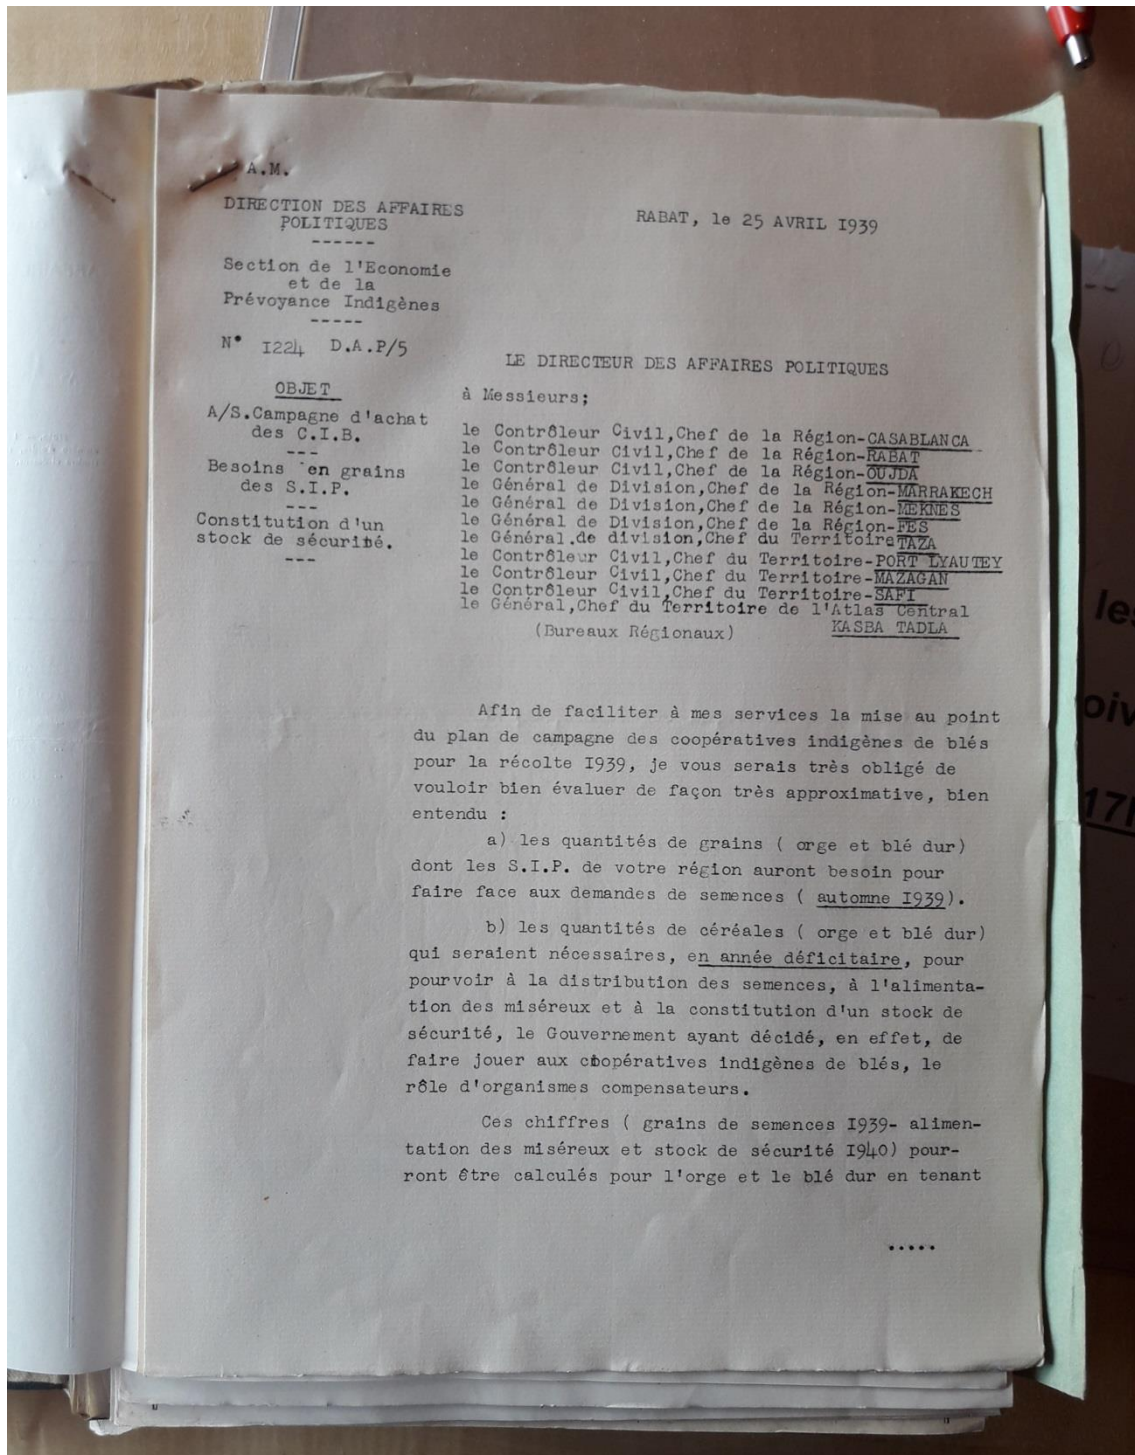 A.M.
DIRECTION DES AFFAIRES
POLITIQUES
------
Section de l'Economie
et de la
Prévoyance Indigènes
-----
N° I224 D.A.P/5
OBJET
A/S.Campagne d'achat
des C.I.B.
---
Besoins en grains
des S.I.P.
---
Constitution d'un
stock de sécurité.
---
RABAT, le 25 AVRIL I939
LE DIRECTEUR DES AFFAIRES POLITIQUES
à Messieurs;
le Contrôleur Civil,Chef de la Région-CASABLANCA
le Contrôleur Civil,Chef de la Région-RABAT
le Contrôleur Civil,Chef de la Région-OUJDA
le Général de Division,Chef de la Région-MARRAKECH
le Général de Division,Chef de la Région-MEKNES
le Général de Division,Chef de la Région-FES
le Général.de division,Chef du Territoire TAZA
le Contrôleur Civil,Chef du Territoire-PORT LYAUTEY
le Contrôleur Civil,Chef du Territoire-MAZAGAN
le Contrôleur Civil,Chef du Territoire-SAFI
le Général,Chef du Territoire de l'Atlas Central
(Bureaux Régionaux) KASBA TADLA
Afin de faciliter à mes services la mise au point
du plan de campagne des coopératives indigènes de blés
pour la récolte I939, je vous serais très obligé de
vouloir bien évaluer de façon très approximative, bien
entendu :
a) les quantités de grains ( orge et blé dur)
dont les S.I.P. de votre région auront besoin pour
faire face aux demandes de semences ( automne I939).
b) les quantités de céréales ( orge et blé dur)
qui seraient nécessaires, en année déficitaire, pour
pourvoir à la distribution des semences, à l'alimenta-
tion des miséreux et à la constitution d'un stock de
sécurité, le Gouvernement ayant décidé, en effet, de
faire jouer aux coopératives indigènes de blés, le
rôle d'organismes compensateurs.
Ces chiffres ( grains de semences I939- alimen-
tation des miséreux et stock de sécurité I940) pour-
ront être calculés pour l'orge et le blé dur en tenant
.....
les
oiv
17